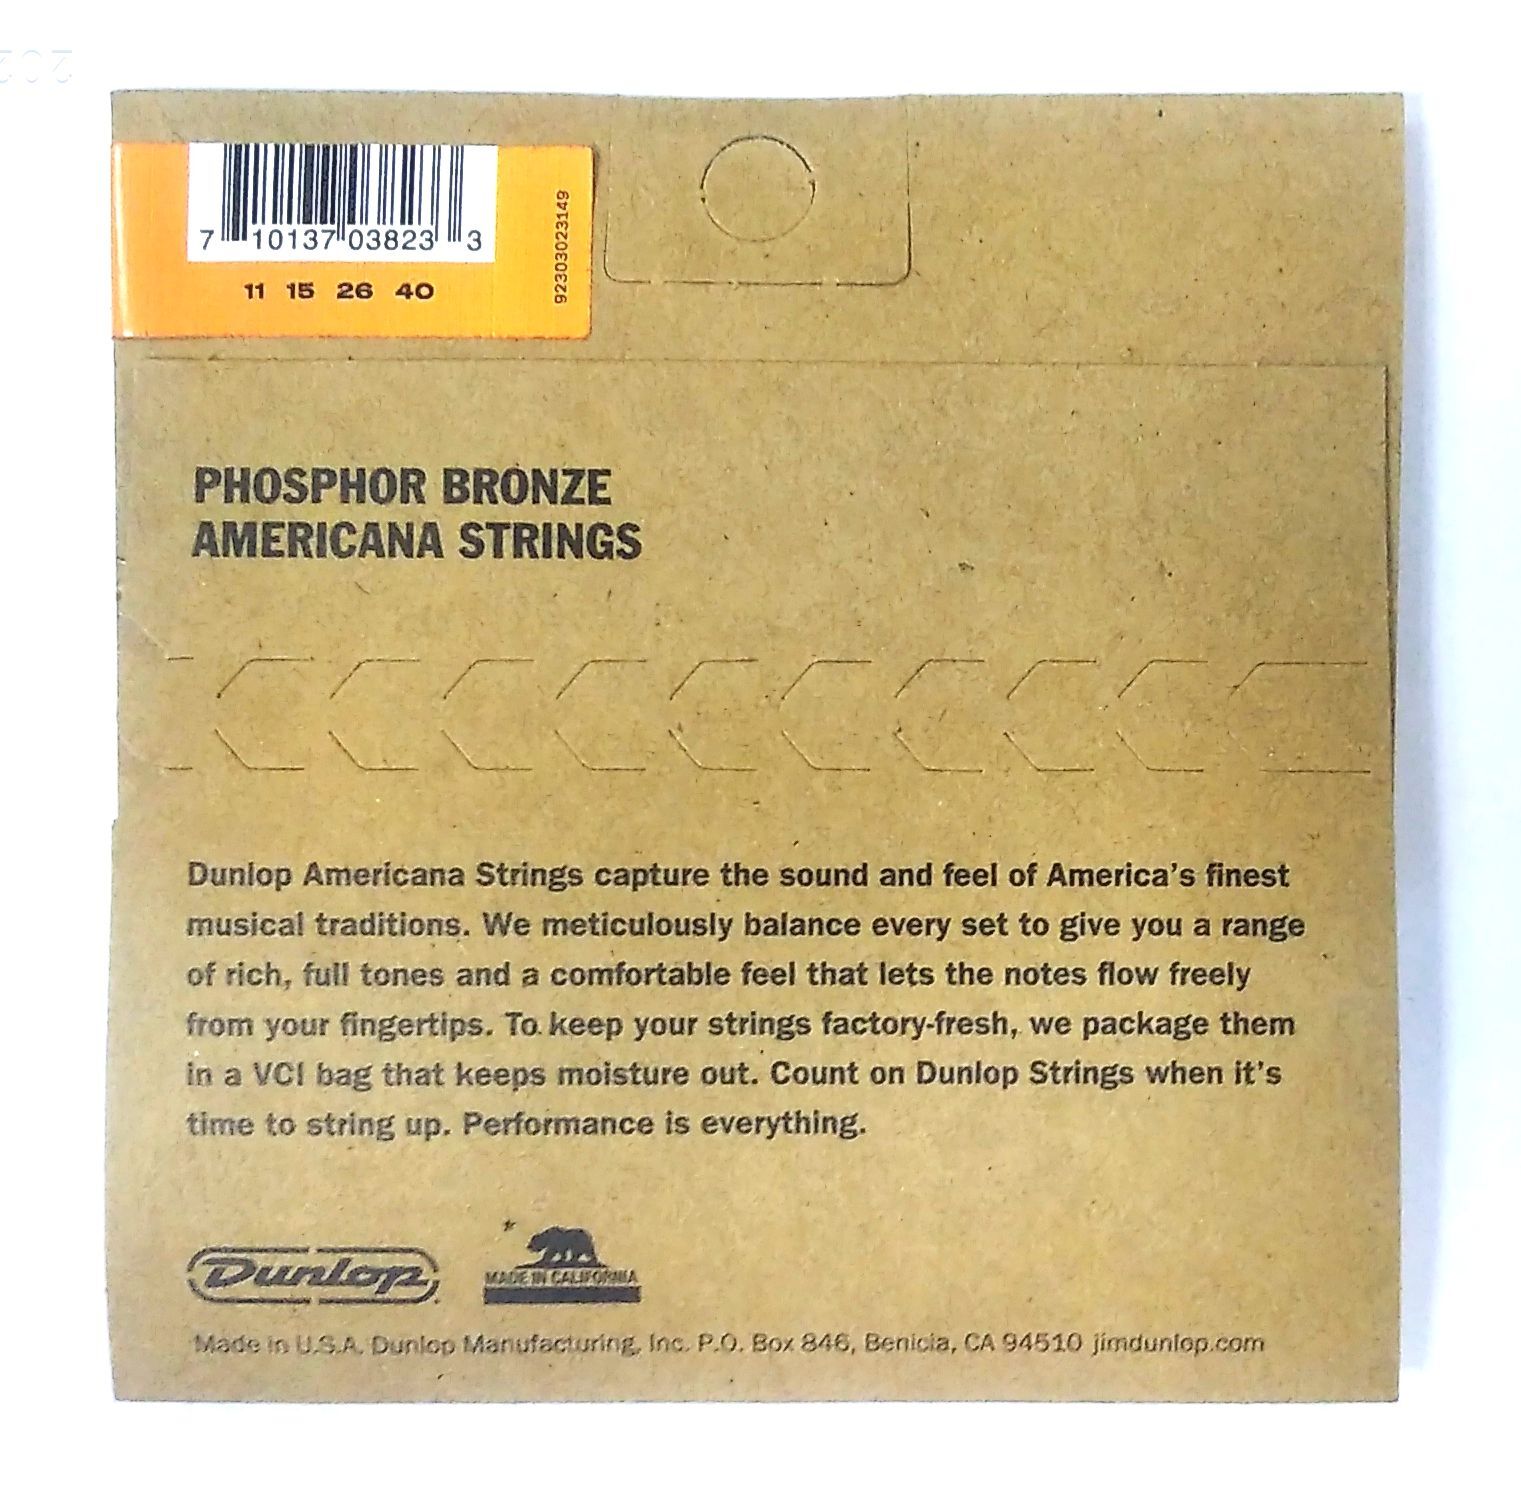 7 10137 03823 3
11 15 26 40
92303023149
PHOSPHOR BRONZE
AMERICANA STRINGS
Dunlop Americana Strings capture the sound and feel of America's finest
musical traditions. We meticulously balance every set to give you a range
of rich, full tones and a comfortable feel that lets the notes flow freely
from your fingertips. To keep your strings factory-fresh, we package them
in a VCI bag that keeps moisture out. Count on Dunlop Strings when it's
time to string up. Performance is everything.
Dunlop
MADE IN CALIFORNIA
Made in U.S.A. Dunlop Manufacturing, Inc. P.O. Box 846, Benicia, CA 94510 jimdunlop.com